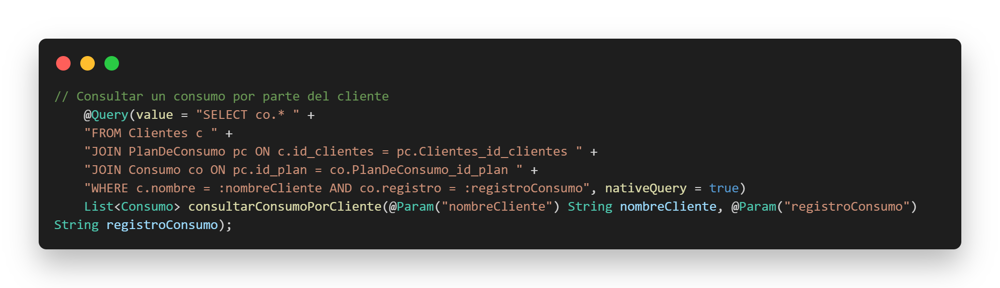 // Consultar un consumo por parte del cliente
    @Query(value = "SELECT co.* " +
    "FROM Clientes c " +
    "JOIN PlanDeConsumo pc ON c.id_clientes = pc.Clientes_id_clientes " +
    "JOIN Consumo co ON pc.id_plan = co.PlanDeConsumo_id_plan " +
    "WHERE c.nombre = :nombreCliente AND co.registro = :registroConsumo", nativeQuery = true)
    List<Consumo> consultarConsumoPorCliente(@Param("nombreCliente") String nombreCliente, @Param("registroConsumo")
String registroConsumo);